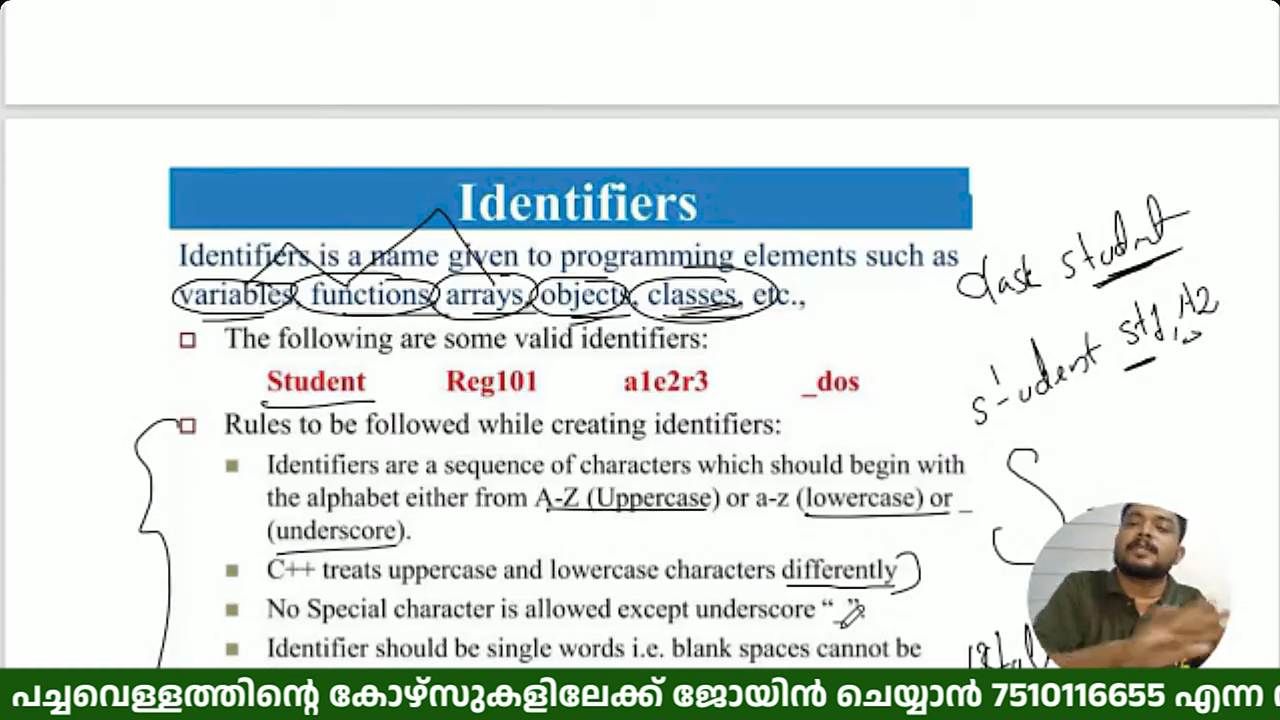 Identifiers
Identifiers is a name given to programming elements such as
variables, functions, arrays, objects, classes, etc.,
The following are some valid identifiers:
Student Reg101 a1e2r3 _dos
Rules to be followed while creating identifiers:
Identifiers are a sequence of characters which should begin with
the alphabet either from A-Z (Uppercase) or a-z (lowercase) or _
(underscore).
C++ treats uppercase and lowercase characters differently
No Special character is allowed except underscore “_”
Identifier should be single words i.e. blank spaces cannot be
class student
student
പച്ചവെള്ളത്തിന്റെ കോഴ്സുകളിലേക്ക് ജോയിൻ ചെയ്യാൻ 7510116655 എന്ന